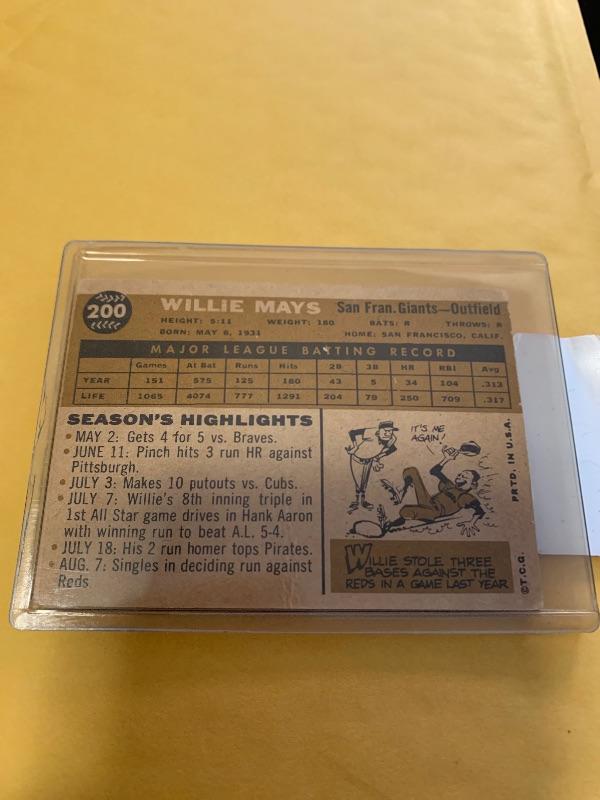 200
WILLiE MAYS San Fran. Giants—Outfield
HEIGHT: 5:11 WEIGHT: 180 BATS: R THROWS: R
BORN: MAY 6, 1931 HOME: SAN FRANCISCO, CALIF.
MAJOR LEAGUE BATTING RECORD
Games At Bat Runs Hits 2B 3B HR RBI Avg
YEAR 151 575 125 180 43 5 34 104 .313
LIFE 1065 4074 777 1291 204 79 250 709 .317
SEASON'S HIGHLIGHTS
• MAY 2: Gets 4 for 5 vs. Braves.
• JUNE 11: Pinch hits 3 run HR against
Pittsburgh.
• JULY 3: Makes 10 putouts vs. Cubs.
• JULY 7: Willie's 8th inning triple in
1st All Star game drives in Hank Aaron
with winning run to beat A.L. 5-4.
• JULY 18: His 2 run homer tops Pirates.
• AUG. 7: Singles in deciding run against
Reds
IT'S ME
AGAIN!
WILLIE STOLE THREE
BASES AGAINST THE
REDS IN A GAME LAST YEAR
©T.C.G. PRTD. IN U.S.A.